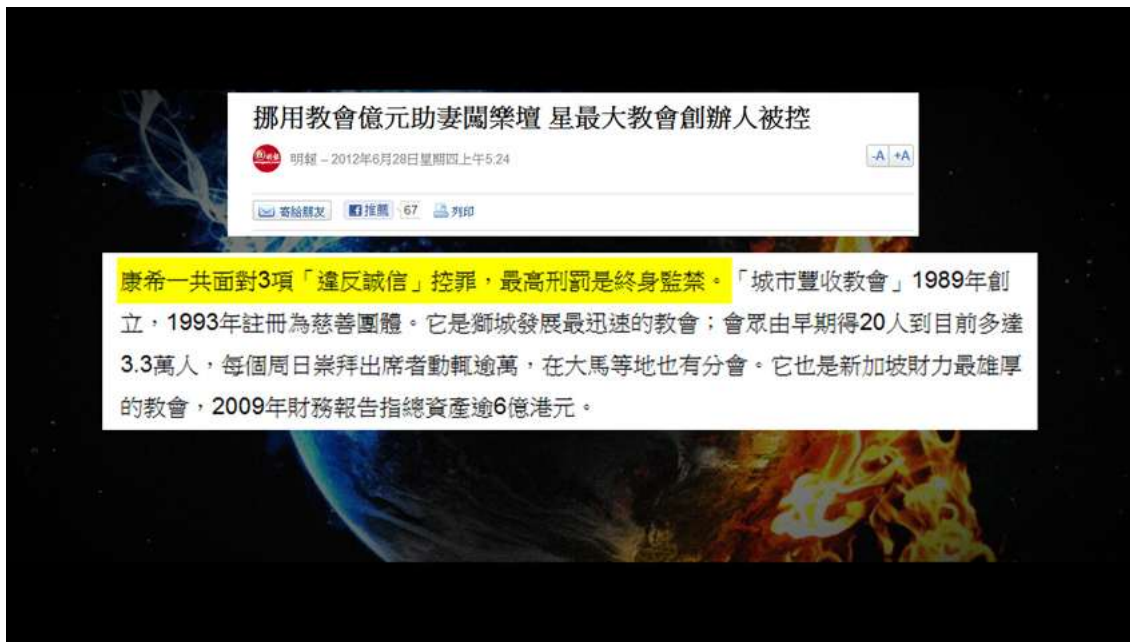 挪用教會億元助妻闖樂壇 星最大教會創辦人被控
明報 – 2012年6月28日星期四上午5:24
-A +A
寄給朋友 推薦 67 列印
康希一共面對3項「違反誠信」控罪,最高刑罰是終身監禁。「城市豐收教會」1989年創
立,1993年註冊為慈善團體。它是獅城發展最迅速的教會;會眾由早期得20人到目前多達
3.3萬人,每個周日崇拜出席者動輒逾萬,在大馬等地也有分會。它也是新加坡財力最雄厚
的教會,2009年財務報告指總資產逾6億港元。